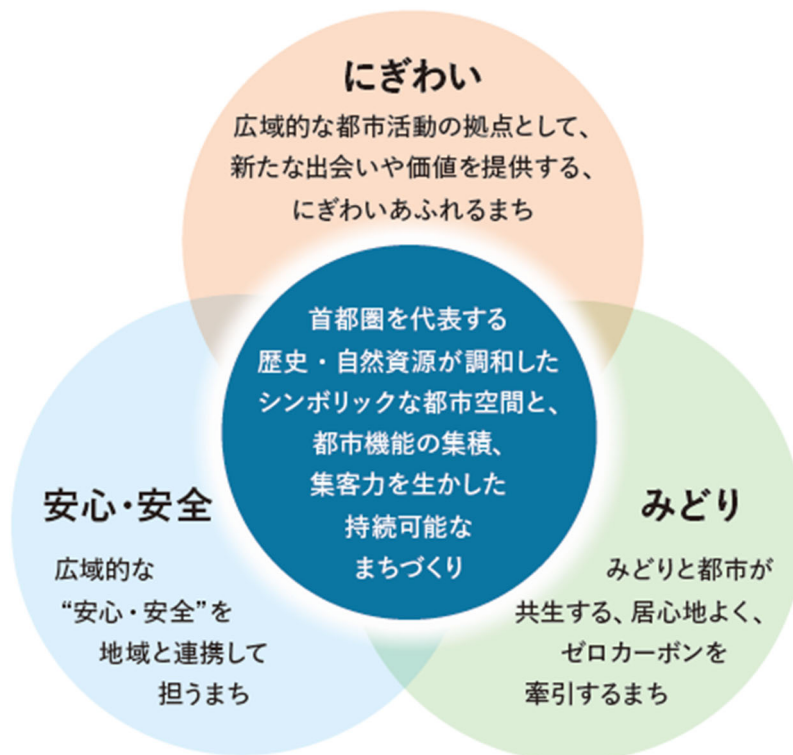 にぎわい
広域的な都市活動の拠点として、
新たな出会いや価値を提供する、
にぎわいあふれるまち
首都圏を代表する
歴史・自然資源が調和した
シンボリックな都市空間と、
都市機能の集積、
集客力を生かした
持続可能な
まちづくり
安心・安全
広域的な
“安心・安全”を
地域と連携して
担うまち
みどり
みどりと都市が
共生する、居心地よく、
ゼロカーボンを
牽引するまち